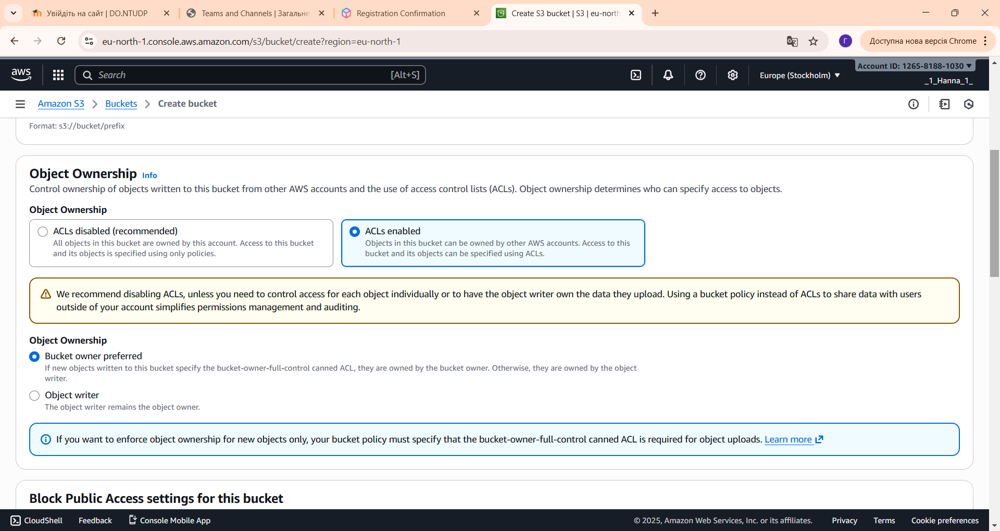 Увійдіть на сайт | DO.NTUDP
Teams and Channels | Загальне
Registration Confirmation
Create S3 bucket | S3 | eu-north
eu-north-1.console.aws.amazon.com/s3/bucket/create?region=eu-north-1
Г
Доступна нова версія Chrome
aws
Search
[Alt+S]
Europe (Stockholm)
Account ID: 1265-8188-1030
_1_Hanna_1_
Amazon S3
Buckets
Create bucket
Format: s3://bucket/prefix
Object Ownership Info
Control ownership of objects written to this bucket from other AWS accounts and the use of access control lists (ACLs). Object ownership determines who can specify access to objects.
Object Ownership
ACLs disabled (recommended)
All objects in this bucket are owned by this account. Access to this bucket
and its objects is specified using only policies.
ACLs enabled
Objects in this bucket can be owned by other AWS accounts. Access to this
bucket and its objects can be specified using ACLs.
We recommend disabling ACLs, unless you need to control access for each object individually or to have the object writer own the data they upload. Using a bucket policy instead of ACLs to share data with users
outside of your account simplifies permissions management and auditing.
Object Ownership
Bucket owner preferred
If new objects written to this bucket specify the bucket-owner-full-control canned ACL, they are owned by the bucket owner. Otherwise, they are owned by the object
writer.
Object writer
The object writer remains the object owner.
If you want to enforce object ownership for new objects only, your bucket policy must specify that the bucket-owner-full-control canned ACL is required for object uploads. Learn more
Block Public Access settings for this bucket
CloudShell
Feedback
Console Mobile App
© 2025, Amazon Web Services, Inc. or its affiliates.
Privacy
Terms
Cookie preferences